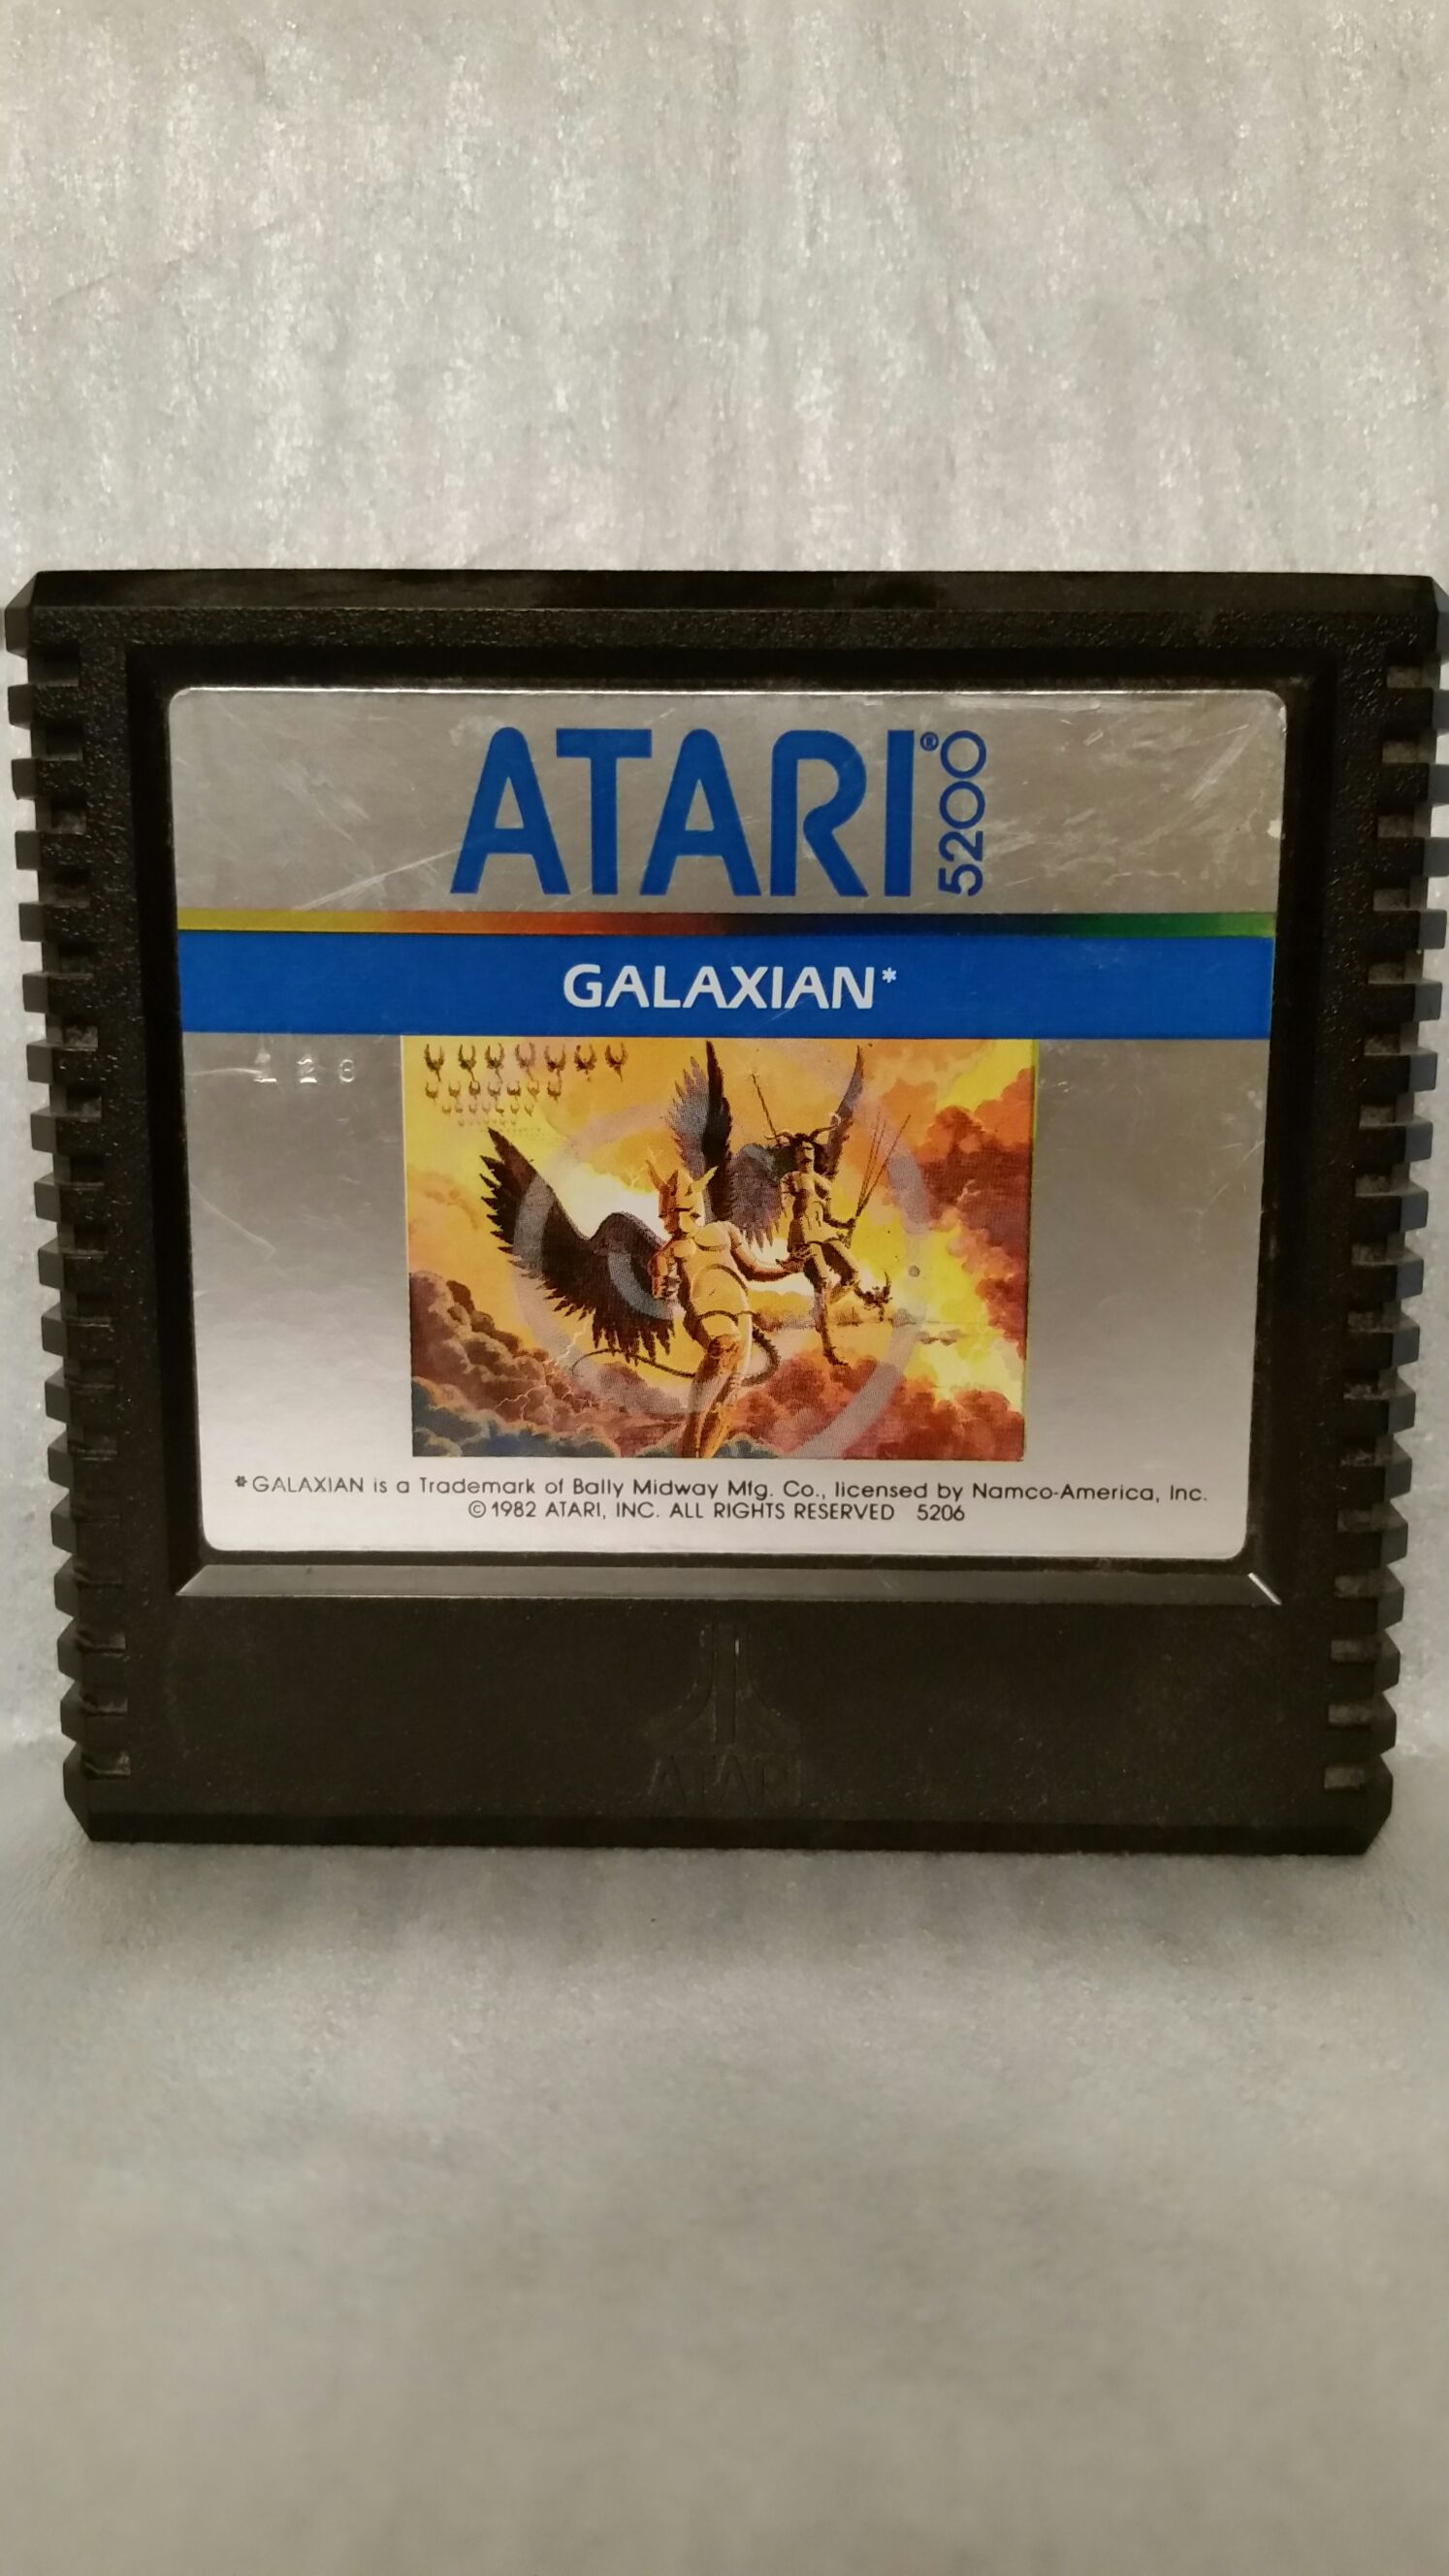 ATARI® 5200
GALAXIAN*
*GALAXIAN is a Trademark of Bally Midway Mfg. Co., licensed by Namco-America, Inc.
© 1982 ATARI, INC. ALL RIGHTS RESERVED 5206
ATARI